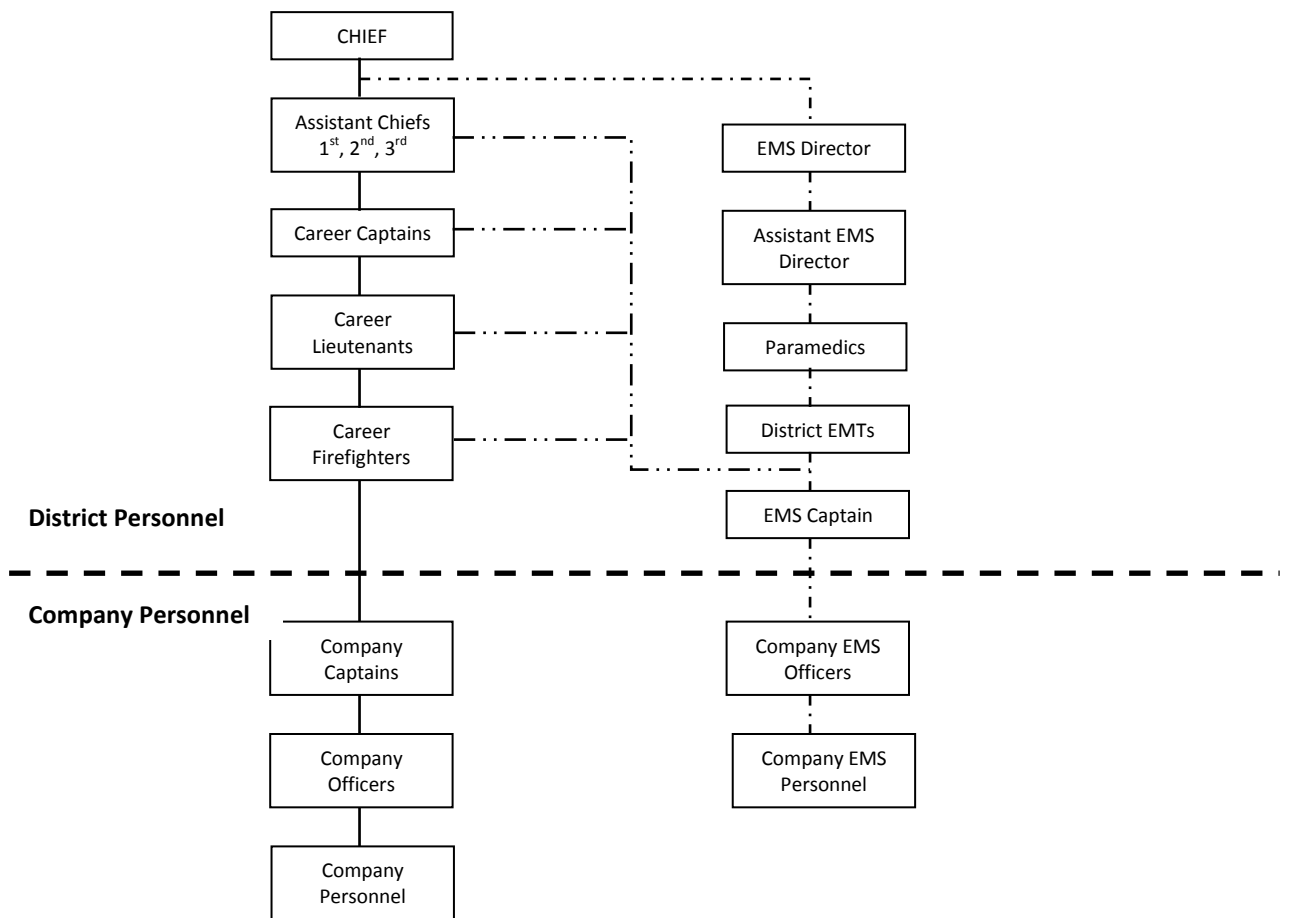 CHIEF
Assistant Chiefs
1st, 2nd, 3rd
EMS Director
Career Captains
Assistant EMS
Director
Career
Lieutenants
Paramedics
Career
Firefighters
District EMTs
EMS Captain
District Personnel
Company Personnel
Company
Captains
Company EMS
Officers
Company
Officers
Company EMS
Personnel
Company
Personnel